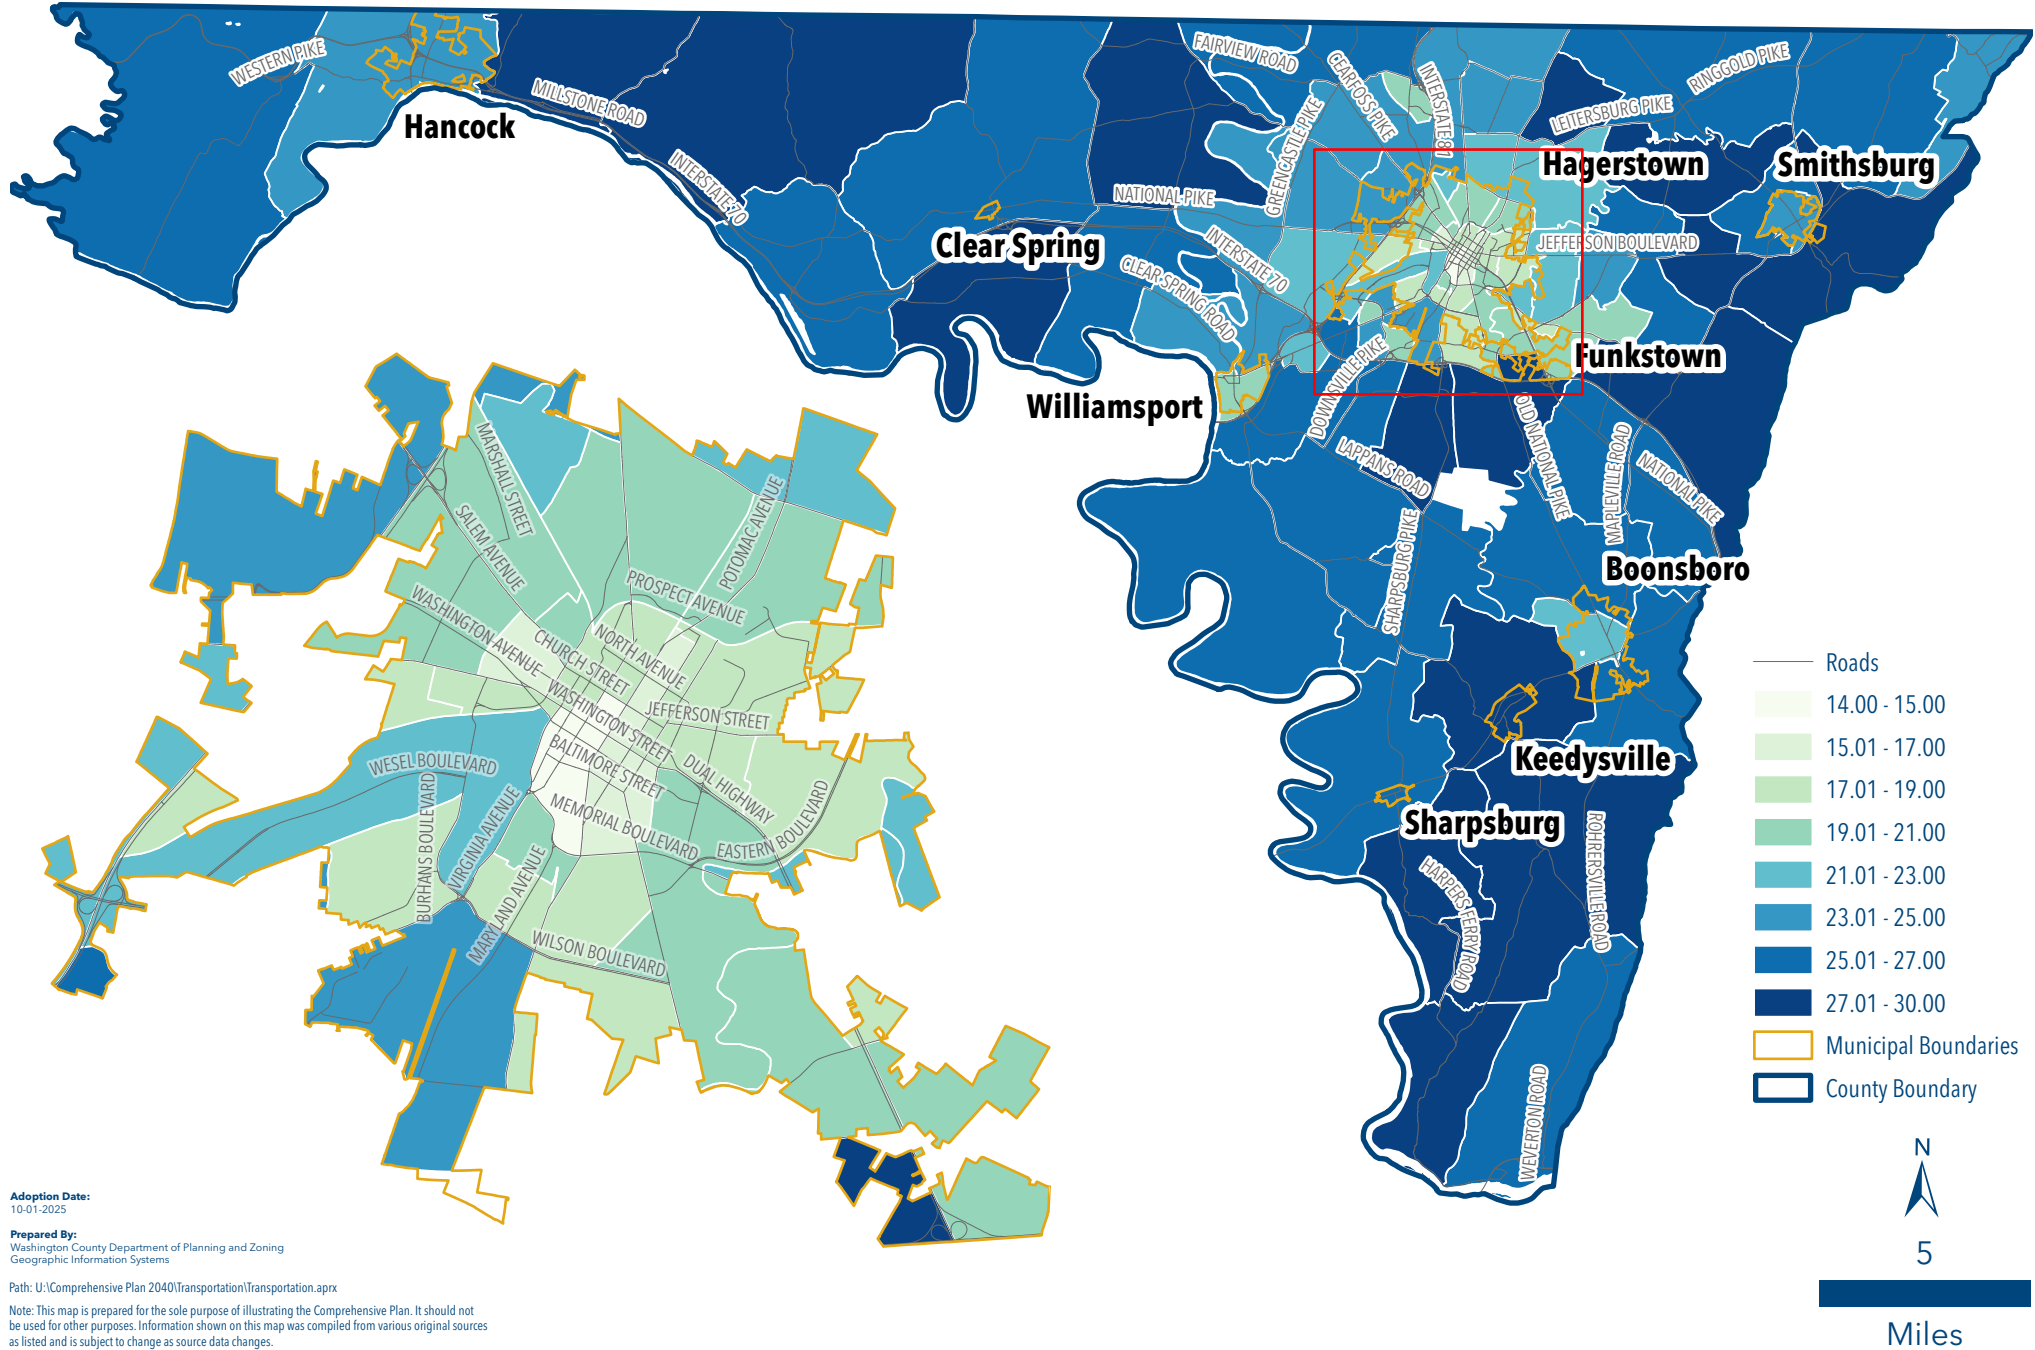 WESTERN PIKE
Hancock
MILLSTONE ROAD
INTERSTATE 70
FAIRVIEW ROAD
CEARFOSS PIKE
INTERSTATE 81
GREENCASTLE PIKE
LEITERSBURG PIKE
RINGGOLD PIKE
Hagerstown
Smithsburg
NATIONAL PIKE
Clear Spring
INTERSTATE 70
CLEAR SPRING ROAD
JEFFERSON BOULEVARD
Funkstown
Williamsport
DOWNSVILLE PIKE
LAPPANS ROAD
OLD NATIONAL PIKE
MAPLEVILLE ROAD
NATIONAL PIKE
SHARPSBURG PIKE
Boonsboro
Keedysville
Sharpsburg
HARPERS FERRY ROAD
ROHRERSVILLE ROAD
WEVERTON ROAD
MARSHALL STREET
SALEM AVENUE
POTOMAC AVENUE
PROSPECT AVENUE
WASHINGTON AVENUE
CHURCH STREET
NORTH AVENUE
WASHINGTON STREET
JEFFERSON STREET
BALTIMORE STREET
DUAL HIGHWAY
WESEL BOULEVARD
BURHANS BOULEVARD
VIRGINIA AVENUE
MEMORIAL BOULEVARD
EASTERN BOULEVARD
MARYLAND AVENUE
WILSON BOULEVARD
Roads
14.00 - 15.00
15.01 - 17.00
17.01 - 19.00
19.01 - 21.00
21.01 - 23.00
23.01 - 25.00
25.01 - 27.00
27.01 - 30.00
Municipal Boundaries
County Boundary
N
5
Miles
Adoption Date:
10-01-2025
Prepared By:
Washington County Department of Planning and Zoning
Geographic Information Systems
Path: U:\Comprehensive Plan 2040\Transportation\Transportation.aprx
Note: This map is prepared for the sole purpose of illustrating the Comprehensive Plan. It should not
be used for other purposes. Information shown on this map was compiled from various original sources
as listed and is subject to change as source data changes.